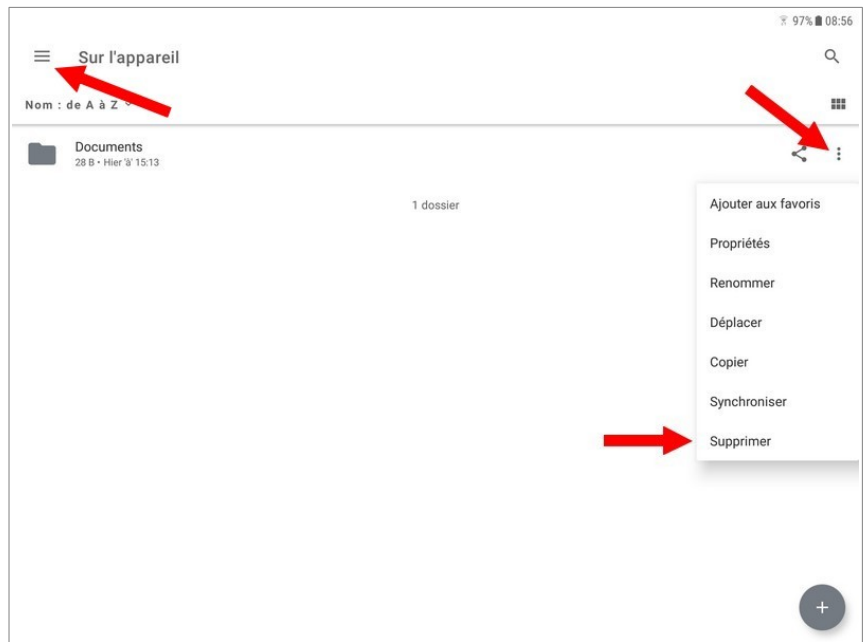 97% 08:56
Sur l'appareil
Nom : de A à Z
Documents
28 B • Hier 'à' 15:13
1 dossier
Ajouter aux favoris
Propriétés
Renommer
Déplacer
Copier
Synchroniser
Supprimer